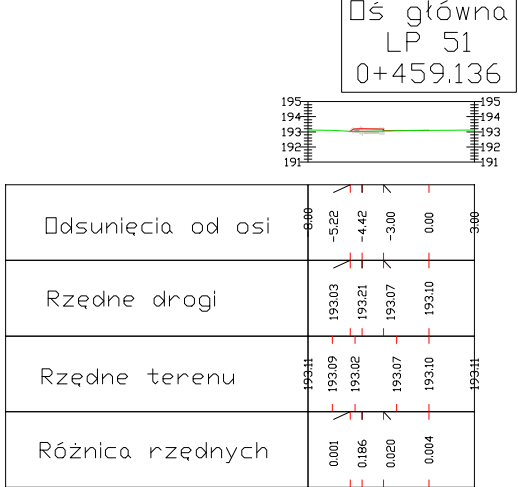 Oś główna
LP 51
0+459.136
195 195
194 194
193 193
192 192
191 191
Odsunięcia od osi 8.00 -5.22 -4.42 -3.00 0.00 3.00
Rzędne drogi 193.03 193.21 193.07 193.10
Rzędne terenu 193.11 193.09 193.02 193.07 193.10 193.11
Różnica rzędnych 0.001 0.186 0.020 0.004